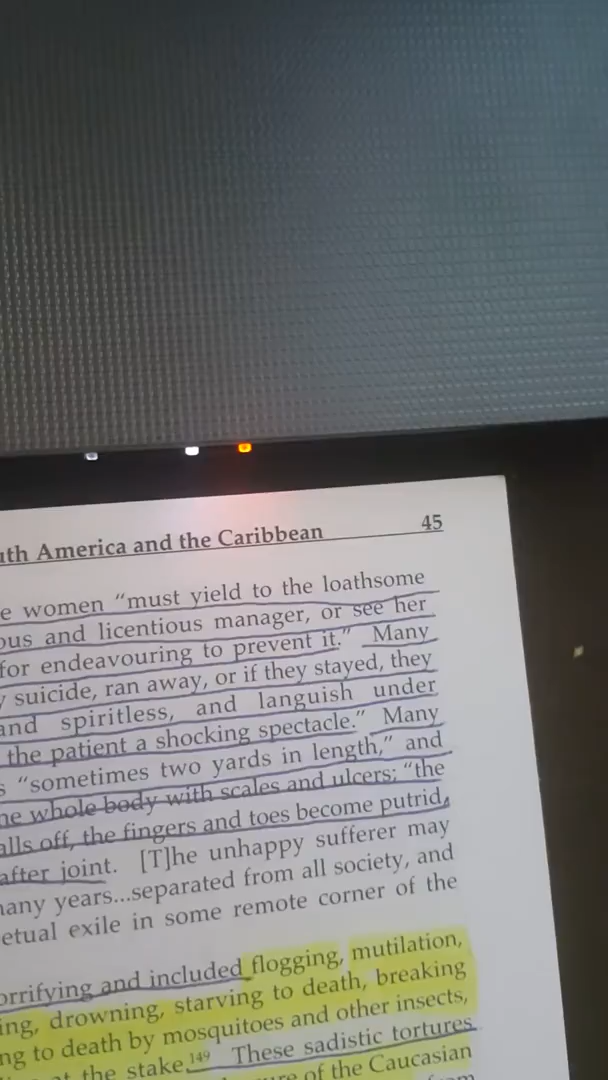 uth America and the Caribbean 45
e women “must yield to the loathsome
ous and licentious manager, or see her
for endeavouring to prevent it.” Many
y suicide, ran away, or if they stayed, they
and spiritless, and languish under
the patient a shocking spectacle.” Many
s “sometimes two yards in length,” and
he whole body with scales and ulcers; “the
alls off, the fingers and toes become putrid,
after joint. [T]he unhappy sufferer may
many years...separated from all society, and
etual exile in some remote corner of the
orrifying and included flogging, mutilation,
ing, drowning, starving to death, breaking
ng to death by mosquitoes and other insects,
at the stake.149 These sadistic tortures
ure of the Caucasian
from